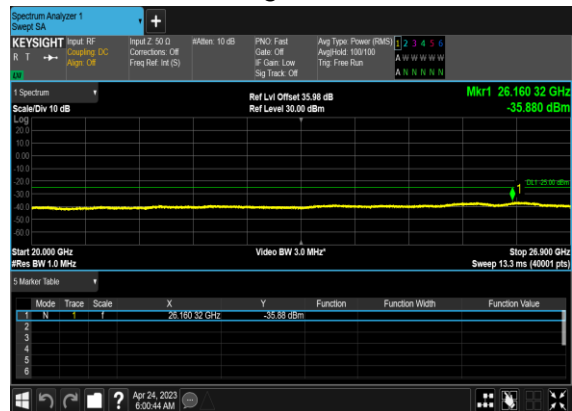 Spectrum Analyzer 1
Swept SA
+
KEYSIGHT Input: RF Input Z: 50 Ω #Atten: 10 dB PNO: Fast Avg Type: Power (RMS) 1 2 3 4 5 6
R T Coupling: DC Corrections: Off Gate: Off Avg|Hold: 100/100 A W W W W W
Align: Off Freq Ref: Int (S) IF Gain: Low Trig: Free Run
Sig Track: Off A N N N N N
LW
1 Spectrum Ref Lvl Offset 35.98 dB Mkr1 26.160 32 GHz
Scale/Div 10 dB Ref Level 30.00 dBm -35.880 dBm
Log
20.0
10.0
0.00
-10.0
-20.0
DL1 -25.00 dBm
1
-30.0
-40.0
-50.0
-60.0
Start 20.000 GHz Video BW 3.0 MHz* Stop 26.900 GHz
#Res BW 1.0 MHz Sweep 13.3 ms (40001 pts)
5 Marker Table
Mode Trace Scale X Y Function Function Width Function Value
1 N 1 f 26.160 32 GHz -35.88 dBm
2
3
4
5
6
? Apr 24, 2023
6:00:44 AM